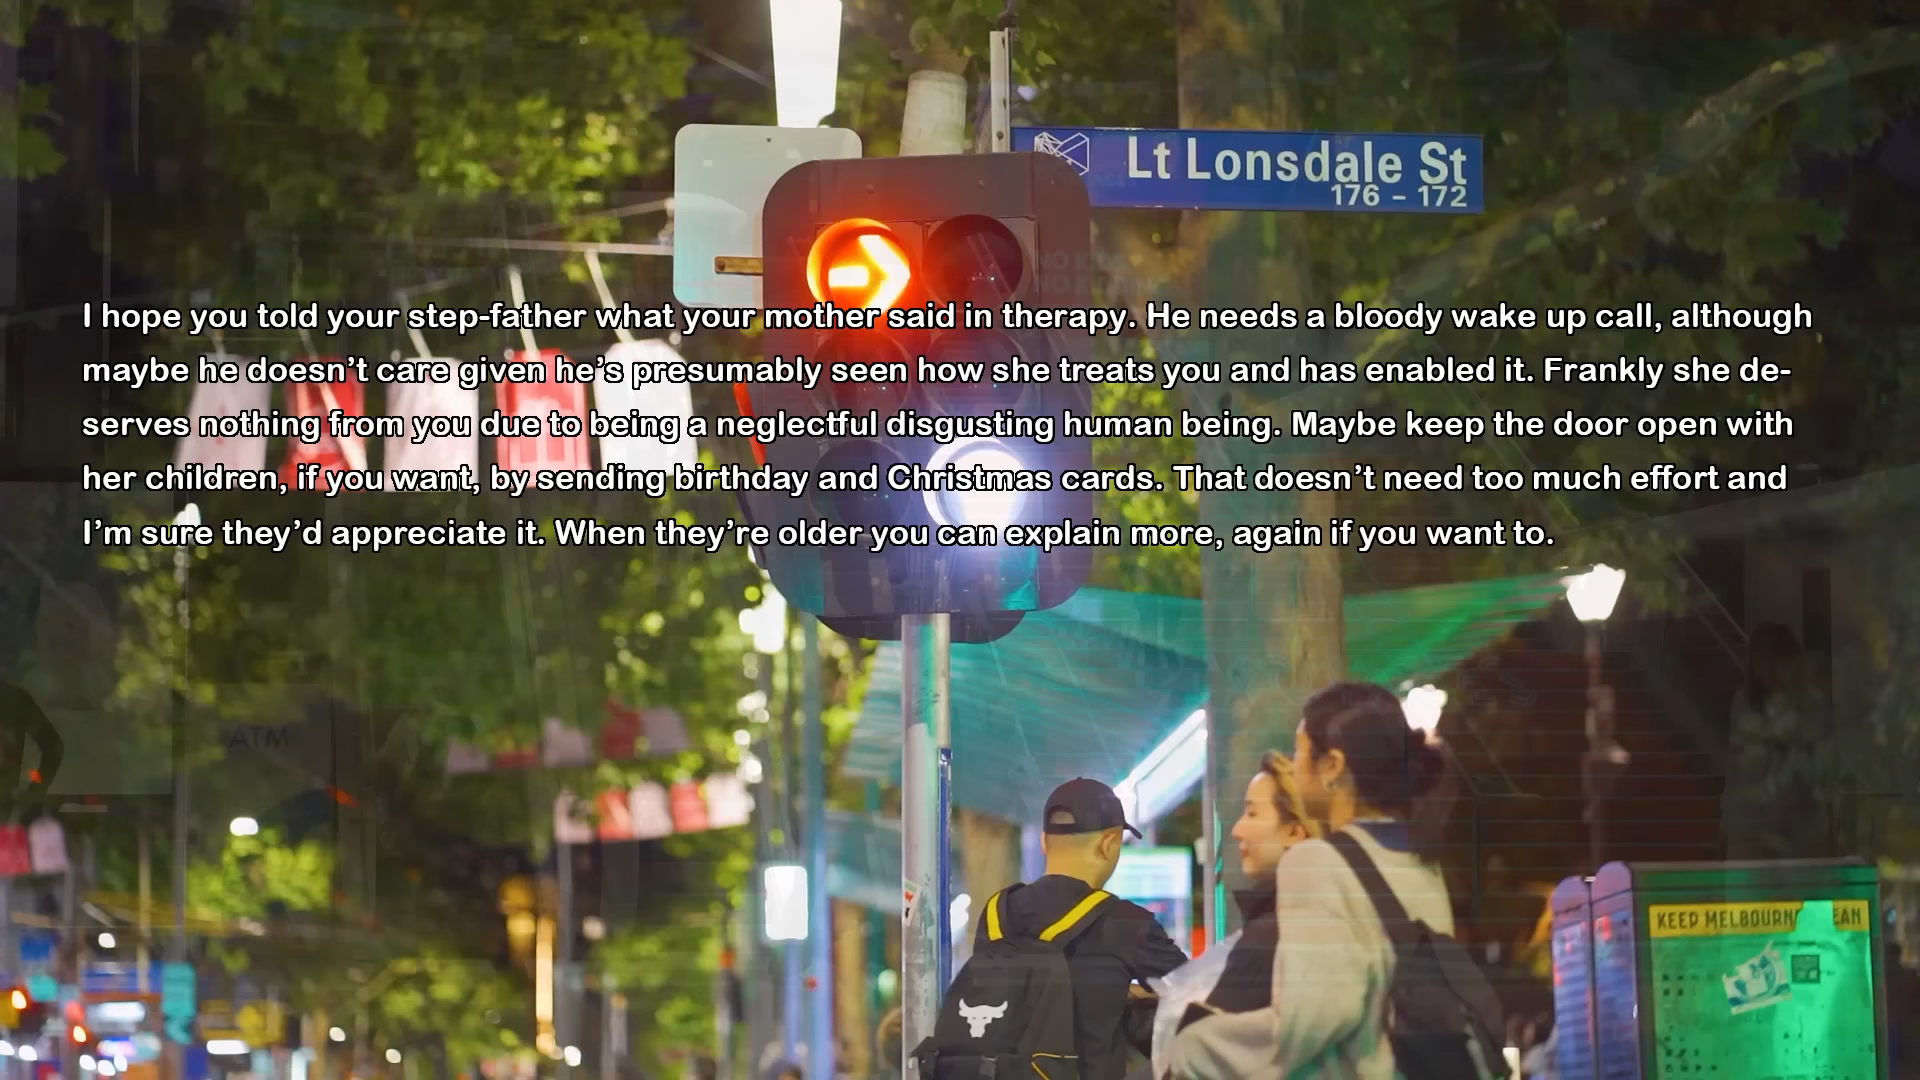 Lt Lonsdale St
176 – 172
I hope you told your step-father what your mother said in therapy. He needs a bloody wake up call, although
maybe he doesn’t care given he’s presumably seen how she treats you and has enabled it. Frankly she de-
serves nothing from you due to being a neglectful disgusting human being. Maybe keep the door open with
her children, if you want, by sending birthday and Christmas cards. That doesn’t need too much effort and
I’m sure they’d appreciate it. When they’re older you can explain more, again if you want to.
ATM
KEEP MELBOURN EAN